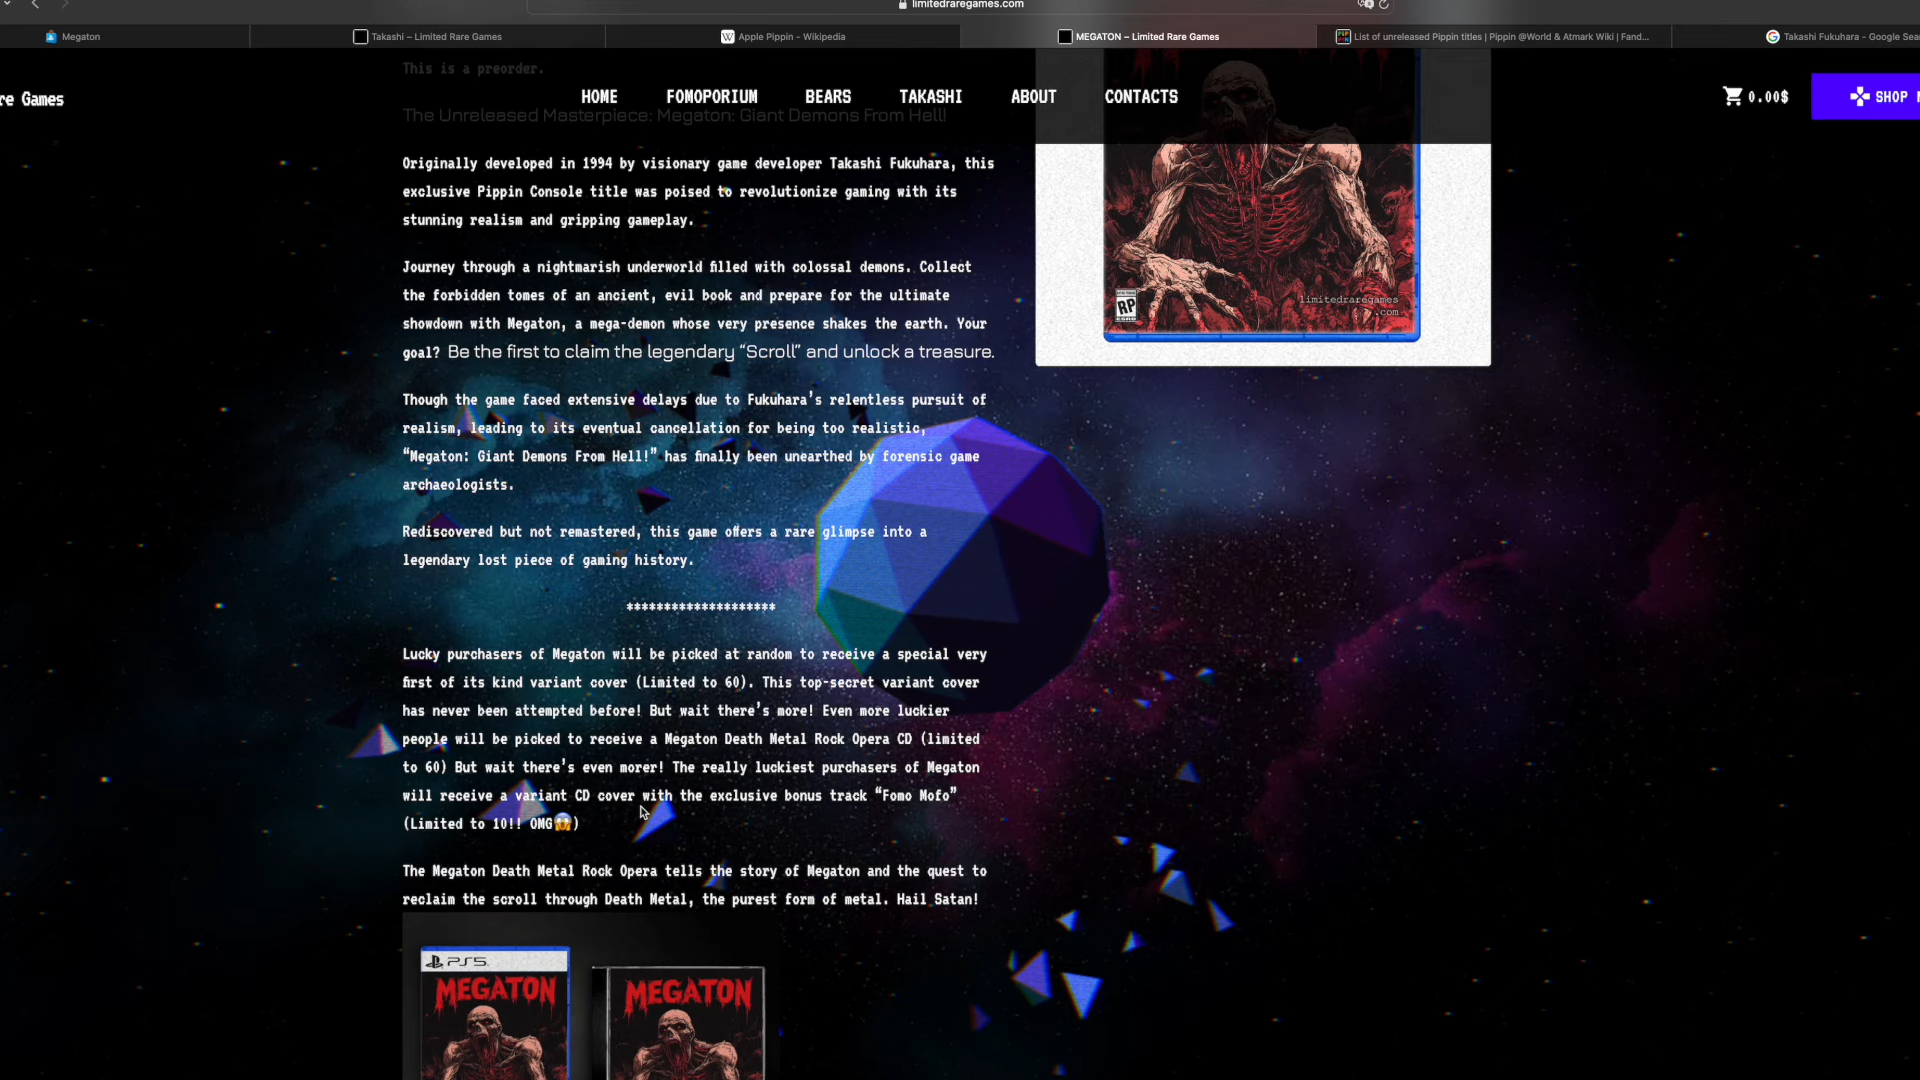 limitedraregames.com
Megaton
Takashi – Limited Rare Games
Apple Pippin - Wikipedia
MEGATON – Limited Rare Games
List of unreleased Pippin titles | Pippin @World & Atmark Wiki | Fand...
Takashi Fukuhara - Google Sea
re Games
HOME
FOMOPORIUM
BEARS
TAKASHI
ABOUT
CONTACTS
0.00$
SHOP
This is a preorder.
The Unreleased Masterpiece: Megaton: Giant Demons From Hell!
Originally developed in 1994 by visionary game developer Takashi Fukuhara, this
exclusive Pippin Console title was poised to revolutionize gaming with its
stunning realism and gripping gameplay.
Journey through a nightmarish underworld filled with colossal demons. Collect
the forbidden tomes of an ancient, evil book and prepare for the ultimate
showdown with Megaton, a mega-demon whose very presence shakes the earth. Your
goal? Be the first to claim the legendary “Scroll” and unlock a treasure.
Though the game faced extensive delays due to Fukuhara’s relentless pursuit of
realism, leading to its eventual cancellation for being too realistic,
“Megaton: Giant Demons From Hell!” has finally been unearthed by forensic game
archaeologists.
Rediscovered but not remastered, this game offers a rare glimpse into a
legendary lost piece of gaming history.
********************
Lucky purchasers of Megaton will be picked at random to receive a special very
first of its kind variant cover (Limited to 60). This top-secret variant cover
has never been attempted before! But wait there’s more! Even more luckier
people will be picked to receive a Megaton Death Metal Rock Opera CD (limited
to 60) But wait there’s even morer! The really luckiest purchasers of Megaton
will receive a variant CD cover with the exclusive bonus track “Fomo Mofo”
(Limited to 10!! OMG😱)
The Megaton Death Metal Rock Opera tells the story of Megaton and the quest to
reclaim the scroll through Death Metal, the purest form of metal. Hail Satan!
RP
ESRB
limitedraregames
.com
PS5
MEGATON
MEGATON